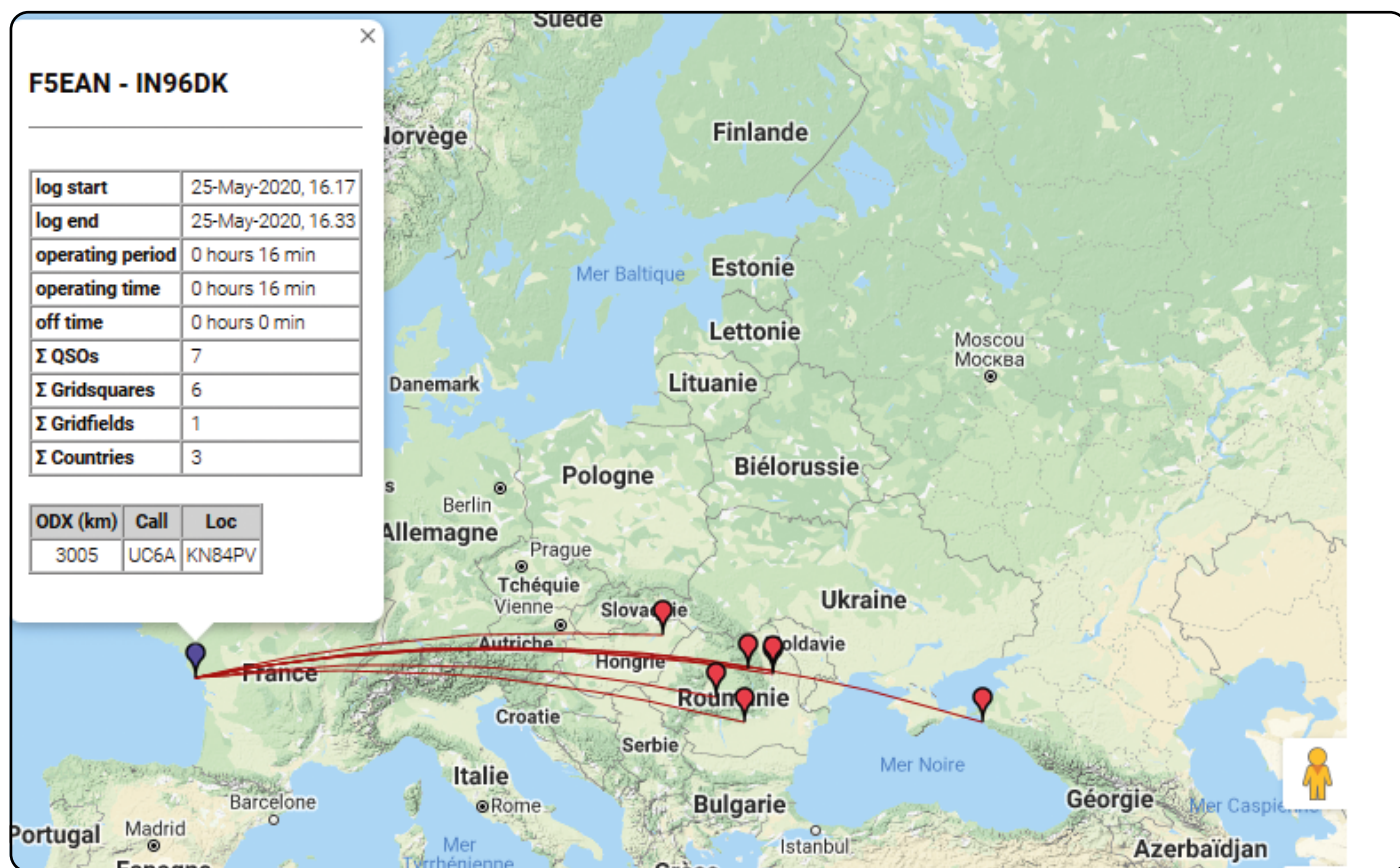 Suède
×
F5EAN - IN96DK
Norvège
Finlande
log start 25-May-2020, 16.17
log end 25-May-2020, 16.33
operating period 0 hours 16 min
operating time 0 hours 16 min
off time 0 hours 0 min
Σ QSOs 7
Σ Gridsquares 6
Σ Gridfields 1
Σ Countries 3
ODX (km) Call Loc
3005 UC6A KN84PV
Mer Baltique
Estonie
Lettonie
Moscou
Москва
Danemark
Lituanie
Pologne
Biélorussie
Berlin
Allemagne
Prague
Tchéquie
Vienne
Ukraine
Autriche
Hongrie
France
Roumanie
Croatie
Serbie
Mer Noire
Italie
Rome
Barcelone
Bulgarie
Géorgie
Mer Caspienne
Portugal
Madrid
Mer
Tyrrhénienne
Istanbul
Azerbaïdjan
Espagne